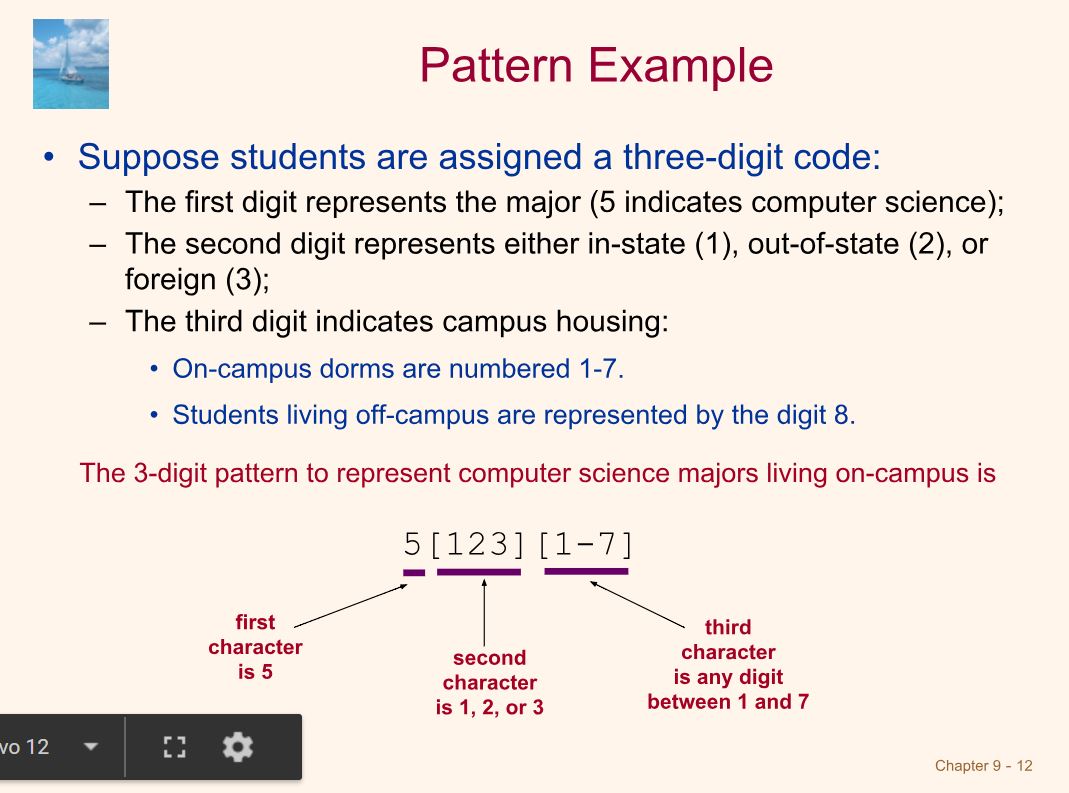 Pattern Example
• Suppose students are assigned a three-digit code:
– The first digit represents the major (5 indicates computer science);
– The second digit represents either in-state (1), out-of-state (2), or
foreign (3);
– The third digit indicates campus housing:
• On-campus dorms are numbered 1-7.
• Students living off-campus are represented by the digit 8.
The 3-digit pattern to represent computer science majors living on-campus is
5[123][1-7]
first
character
is 5
second
character
is 1, 2, or 3
third
character
is any digit
between 1 and 7
vo 12
Chapter 9 - 12